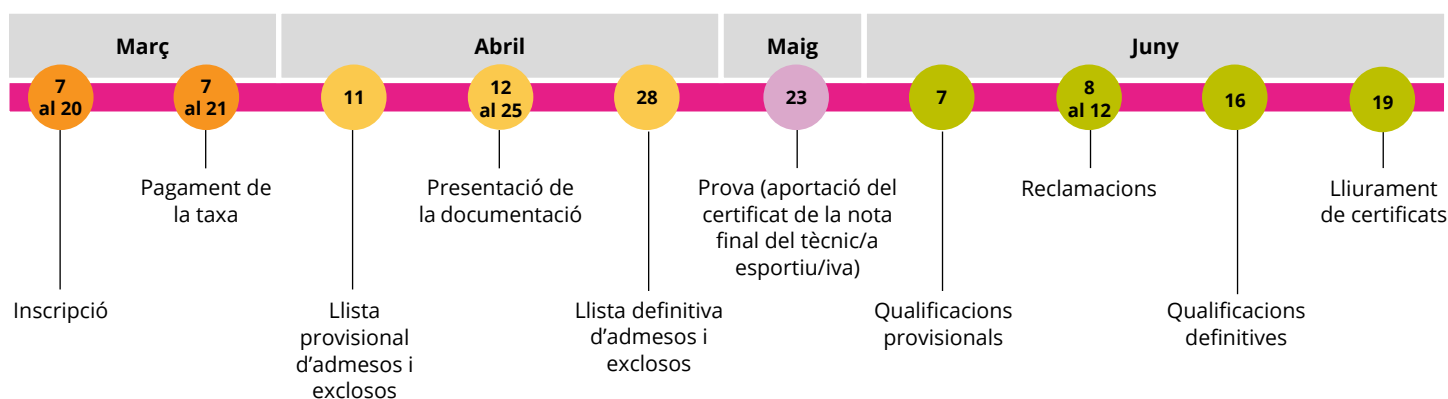 Març
Abril
Maig
Juny
7
al 20
7
al 21
11
12
al 25
28
23
7
8
al 12
16
19
Pagament de
la taxa
Presentació de
la documentació
Prova (aportació del
certificat de la nota
final del tècnic/a
esportiu/iva)
Reclamacions
Lliurament
de certificats
Inscripció
Llista
provisional
d’admesos i
exclosos
Llista definitiva
d’admesos i
exclosos
Qualificacions
provisionals
Qualificacions
definitives